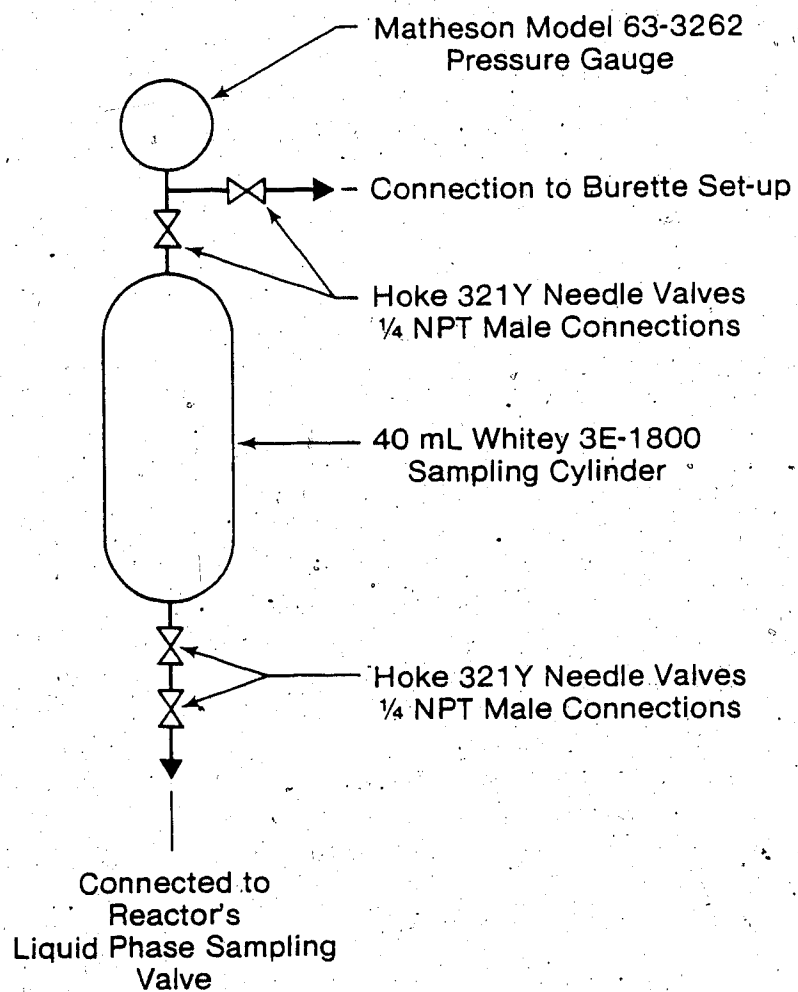 Matheson Model 63-3262
Pressure Gauge
Connection to Burette Set-up
Hoke 321Y Needle Valves
¼ NPT Male Connections
40 mL Whitey 3E-1800
Sampling Cylinder
Hoke 321Y Needle Valves
¼ NPT Male Connections
Connected to
Reactor's
Liquid Phase Sampling
Valve